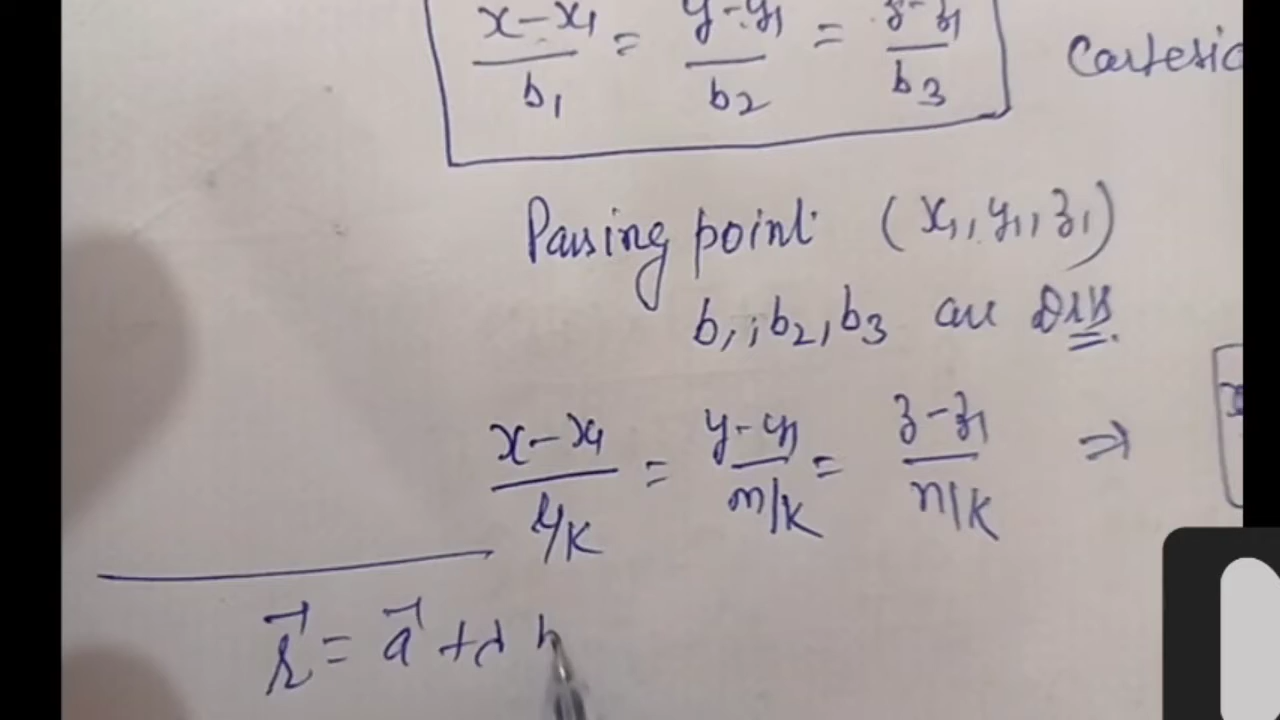 x-x₁/b₁ = y-y₁/b₂ = z-z₁/b₃ Cartesia
Passing point (x₁, y₁, z₁)
b₁, b₂, b₃ are DRs.
x-x₁/l/K = y-y₁/m/K = z-z₁/n/K ⇒
r⃗ = a⃗ + λ b